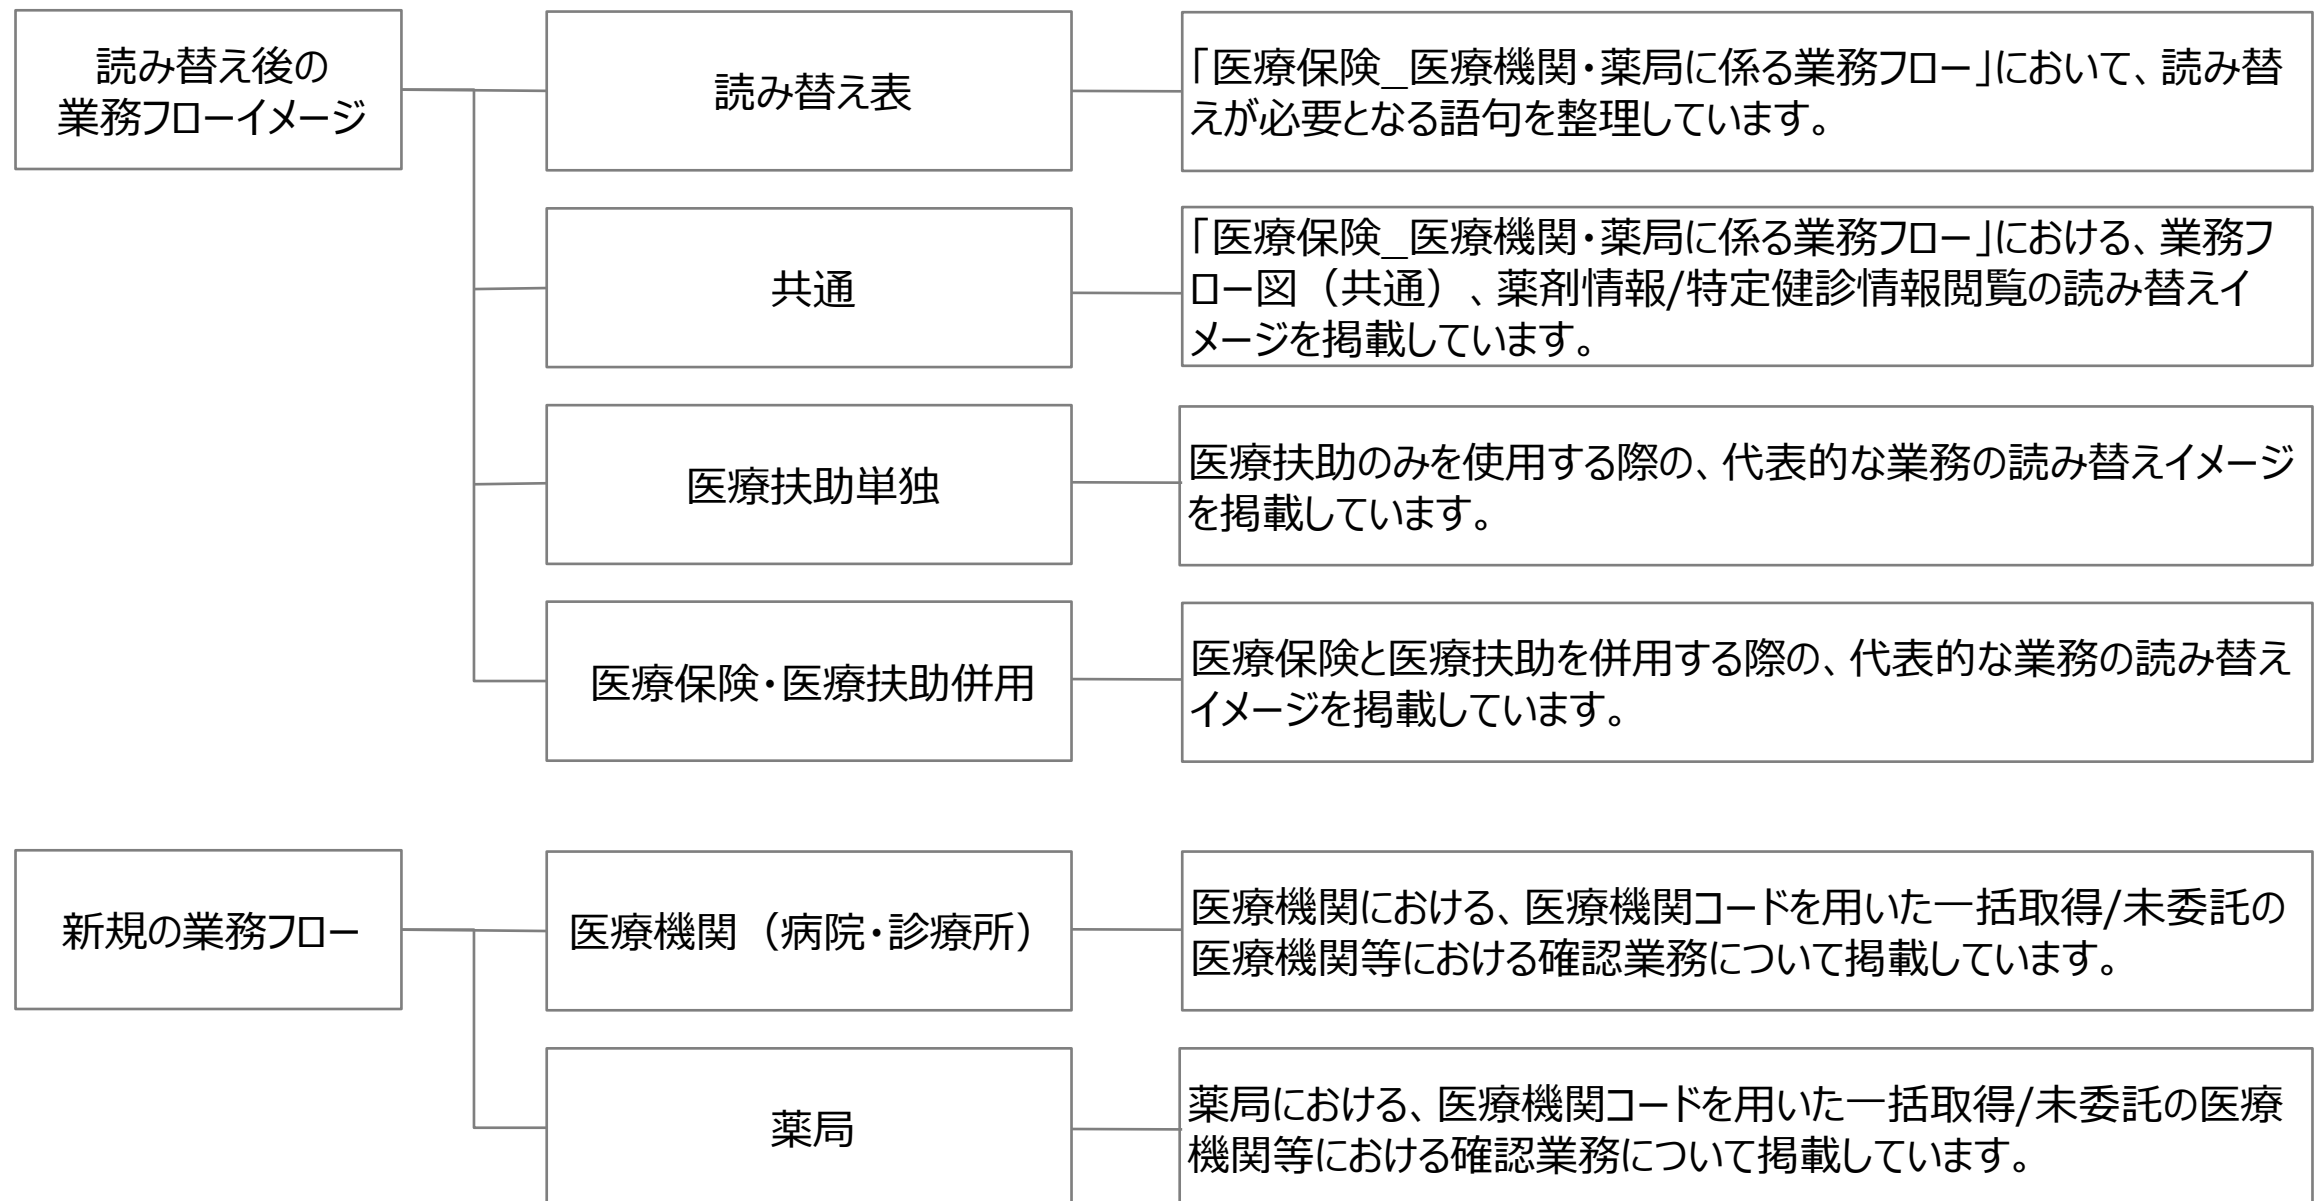 読み替え後の
業務フローイメージ
読み替え表
「医療保険_医療機関・薬局に係る業務フロー」において、読み替
えが必要となる語句を整理しています。
共通
「医療保険_医療機関・薬局に係る業務フロー」における、業務フ
ロー図（共通）、薬剤情報/特定健診情報閲覧の読み替えイ
メージを掲載しています。
医療扶助単独
医療扶助のみを使用する際の、代表的な業務の読み替えイメージ
を掲載しています。
医療保険・医療扶助併用
医療保険と医療扶助を併用する際の、代表的な業務の読み替え
イメージを掲載しています。
新規の業務フロー
医療機関（病院・診療所）
医療機関における、医療機関コードを用いた一括取得/未委託の
医療機関等における確認業務について掲載しています。
薬局
薬局における、医療機関コードを用いた一括取得/未委託の医療
機関等における確認業務について掲載しています。